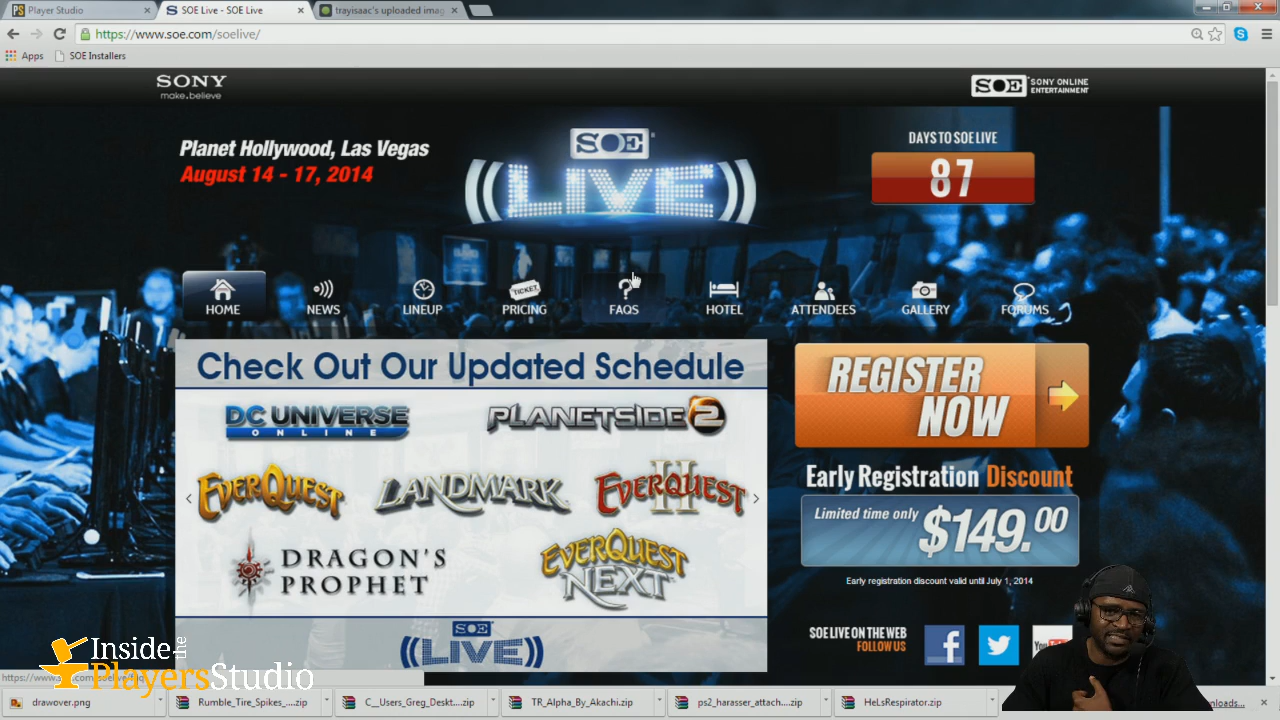 Player Studio
SOE Live - SOE Live
trayisaac's uploaded imag
https://www.soe.com/soelive/
Apps
SOE Installers
SONY
make.believe
SOE
SONY ONLINE
ENTERTAINMENT
Planet Hollywood, Las Vegas
August 14 - 17, 2014
SOE
LIVE
DAYS TO SOE LIVE
87
HOME
NEWS
LINEUP
TICKET
PRICING
FAQS
HOTEL
ATTENDEES
GALLERY
FORUMS
Check Out Our Updated Schedule
DC UNIVERSE
ONLINE
PLANETSIDE 2
EVERQUEST
LANDMARK
EVERQUEST II
DRAGON'S
PROPHET
EVERQUEST
NEXT
SOE
LIVE
REGISTER
NOW
Early Registration Discount
Limited time only
$149.00
Early registration discount valid until July 1, 2014
SOE LIVE ON THE WEB
FOLLOW US
You
Inside the
PlayersStudio
drawover.png
Rumble_Tire_Spikes_....zip
C__Users_Greg_Deskt....zip
TR_Alpha_By_Akachi.zip
ps2_harasser_attach....zip
HeLsRespirator.zip